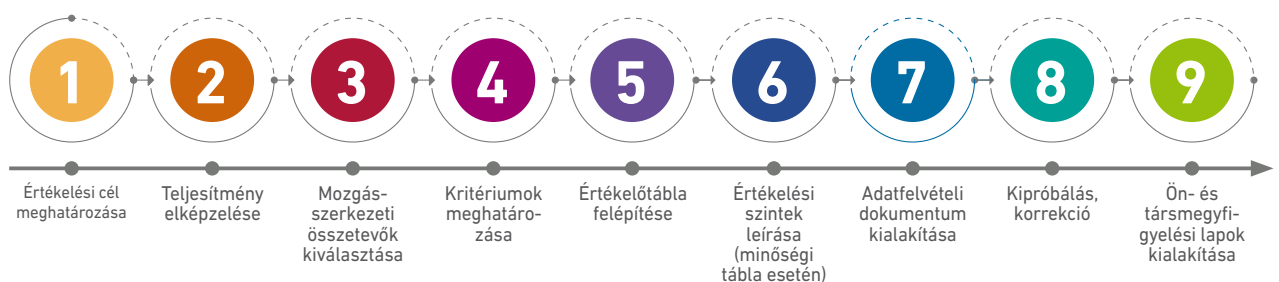 1
Értékelési cél
meghatározása
2
Teljesítmény
elképzelése
3
Mozgás-
szerkezeti
összetevők
kiválasztása
4
Kritériumok
meghatáro-
zása
5
Értékelőtábla
felépítése
6
Értékelési
szintek
leírása
(minőségi
tábla esetén)
7
Adatfelvételi
dokumentum
kialakítása
8
Kipróbálás,
korrekció
9
Ön- és
társmegyfi-
gyelési lapok
kialakítása